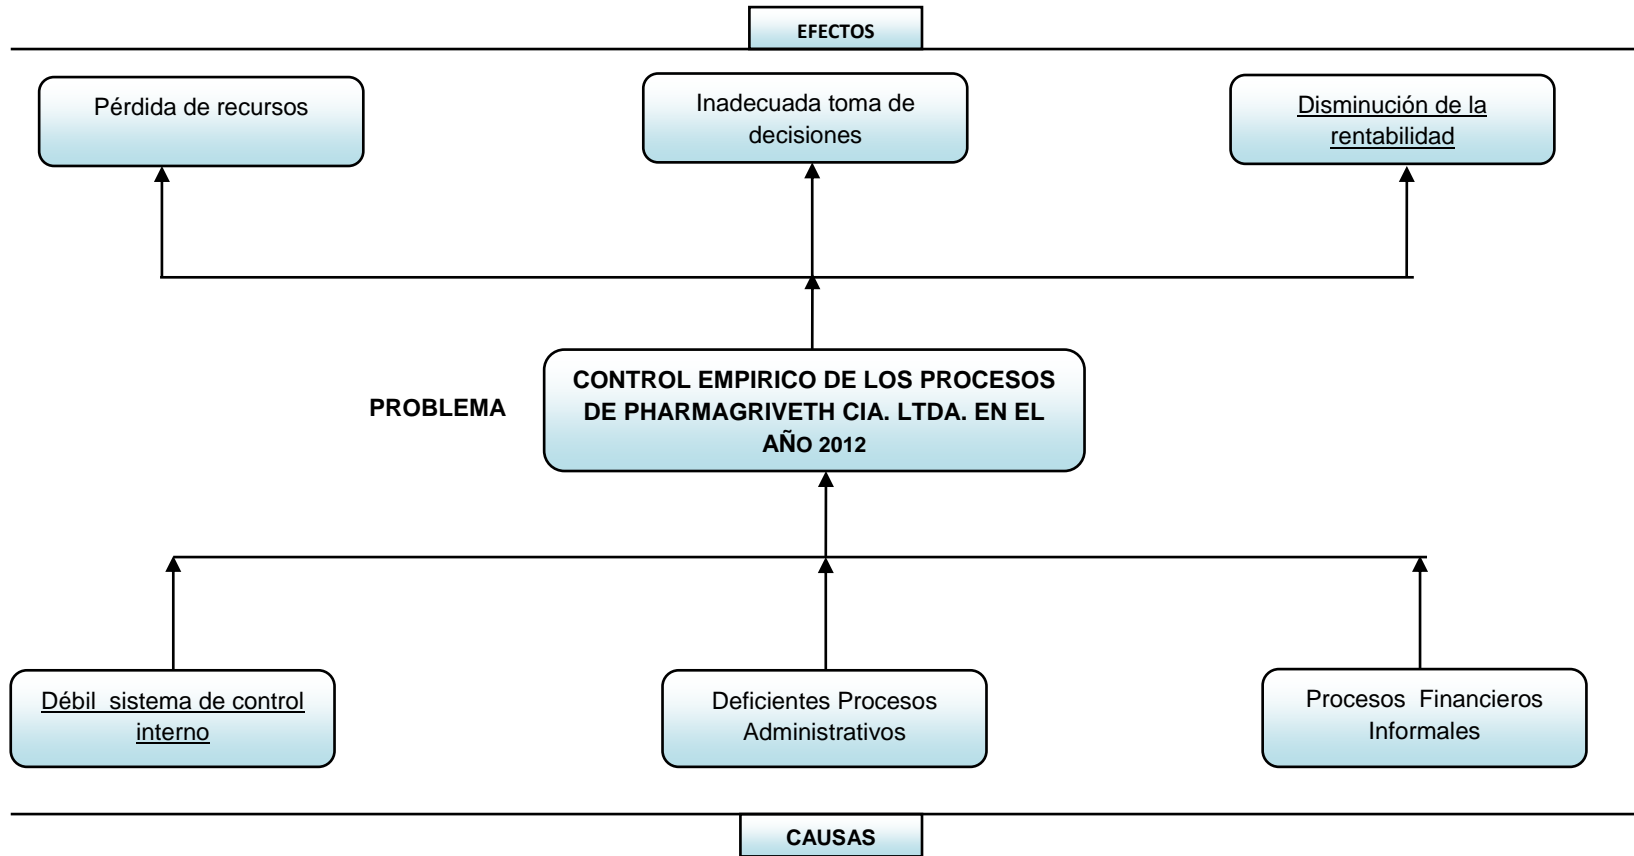 EFECTOS
Pérdida de recursos
Inadecuada toma de
decisiones
Disminución de la
rentabilidad
PROBLEMA
CONTROL EMPIRICO DE LOS PROCESOS
DE PHARMAGRIVETH CIA. LTDA. EN EL
AÑO 2012
Débil  sistema de control
interno
Deficientes Procesos
Administrativos
Procesos  Financieros
Informales
CAUSAS